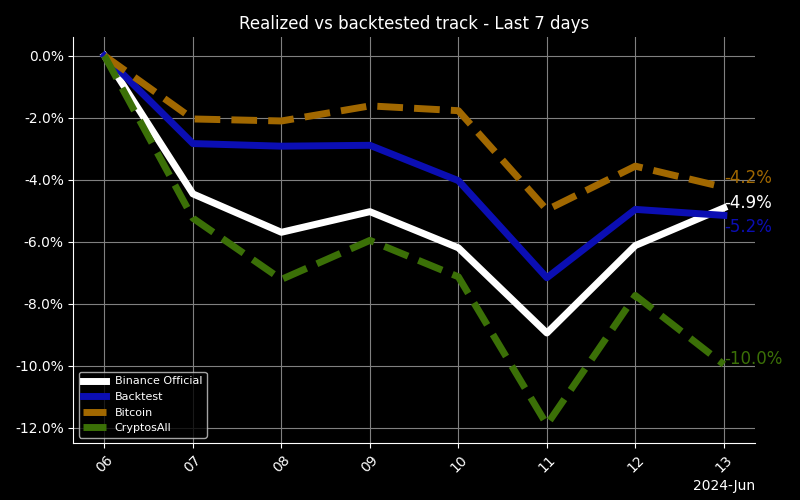 Realized vs backtested track - Last 7 days
0.0%
-2.0%
-4.0%
-6.0%
-8.0%
-10.0%
-12.0%
-4.2%
-4.9%
-5.2%
-10.0%
Binance Official
Backtest
Bitcoin
CryptosAll
06 07 08 09 10 11 12 13
2024-Jun